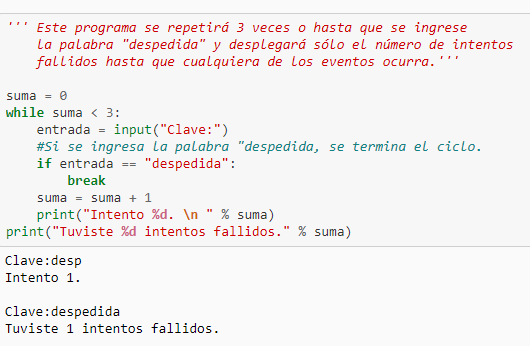 ''' Este programa se repetirá 3 veces o hasta que se ingrese
    la palabra "despedida" y desplegará sólo el número de intentos
    fallidos hasta que cualquiera de los eventos ocurra.'''

suma = 0
while suma < 3:
    entrada = input("Clave:")
    #Si se ingresa la palabra "despedida, se termina el ciclo.
    if entrada == "despedida":
        break
    suma = suma + 1
    print("Intento %d. \n " % suma)
print("Tuviste %d intentos fallidos." % suma)
Clave:desp
Intento 1.

Clave:despedida
Tuviste 1 intentos fallidos.